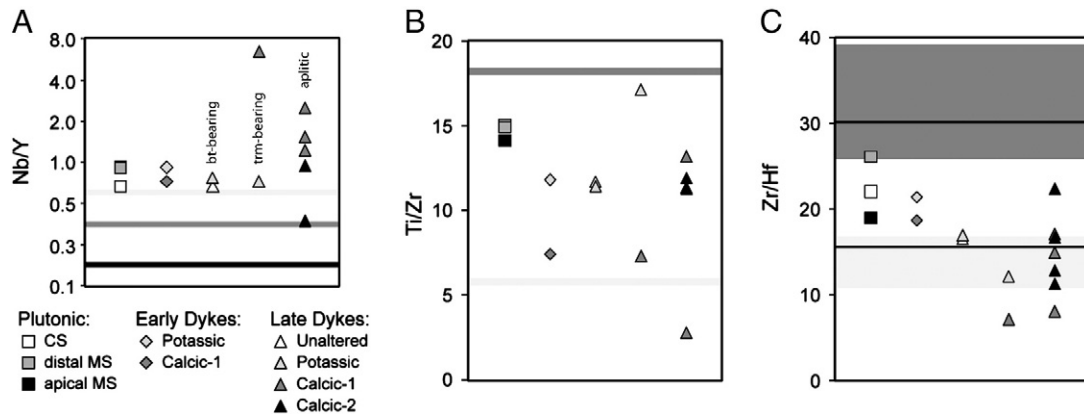 A
Nb/Y
8.0
4.0
2.0
1.0
0.5
0.3
0.1
bt-bearing
trm-bearing
aplitic
Plutonic:
CS
distal MS
apical MS
Early Dykes:
Potassic
Calcic-1
Late Dykes:
Unaltered
Potassic
Calcic-1
Calcic-2
B
Ti/Zr
20
15
10
5
0
C
Zr/Hf
40
30
20
10
0